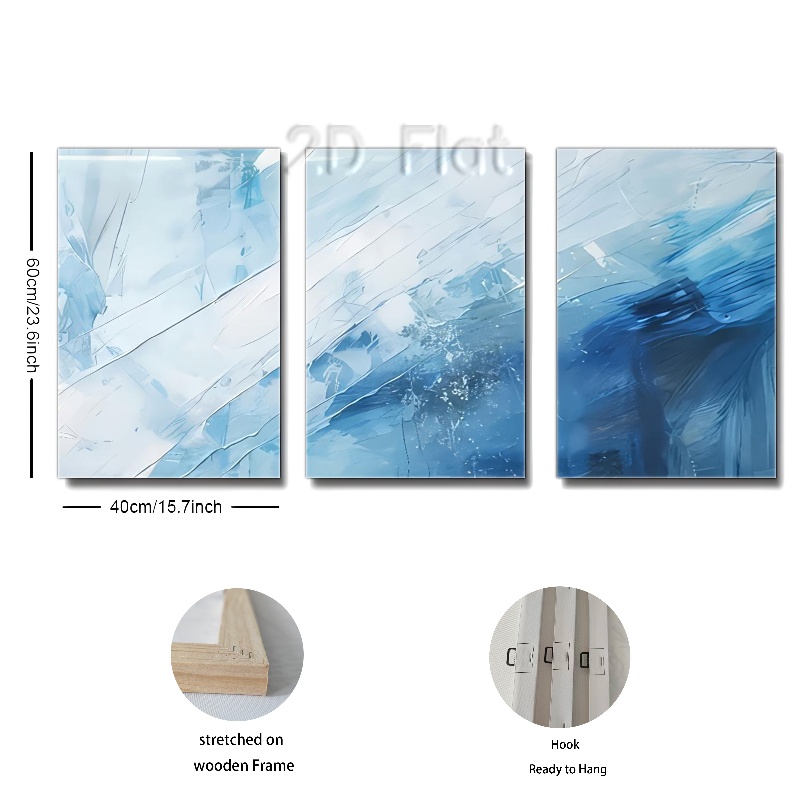 2D Flat
60cm/23.6inch
40cm/15.7inch
stretched on
wooden Frame
Hook
Ready to Hang